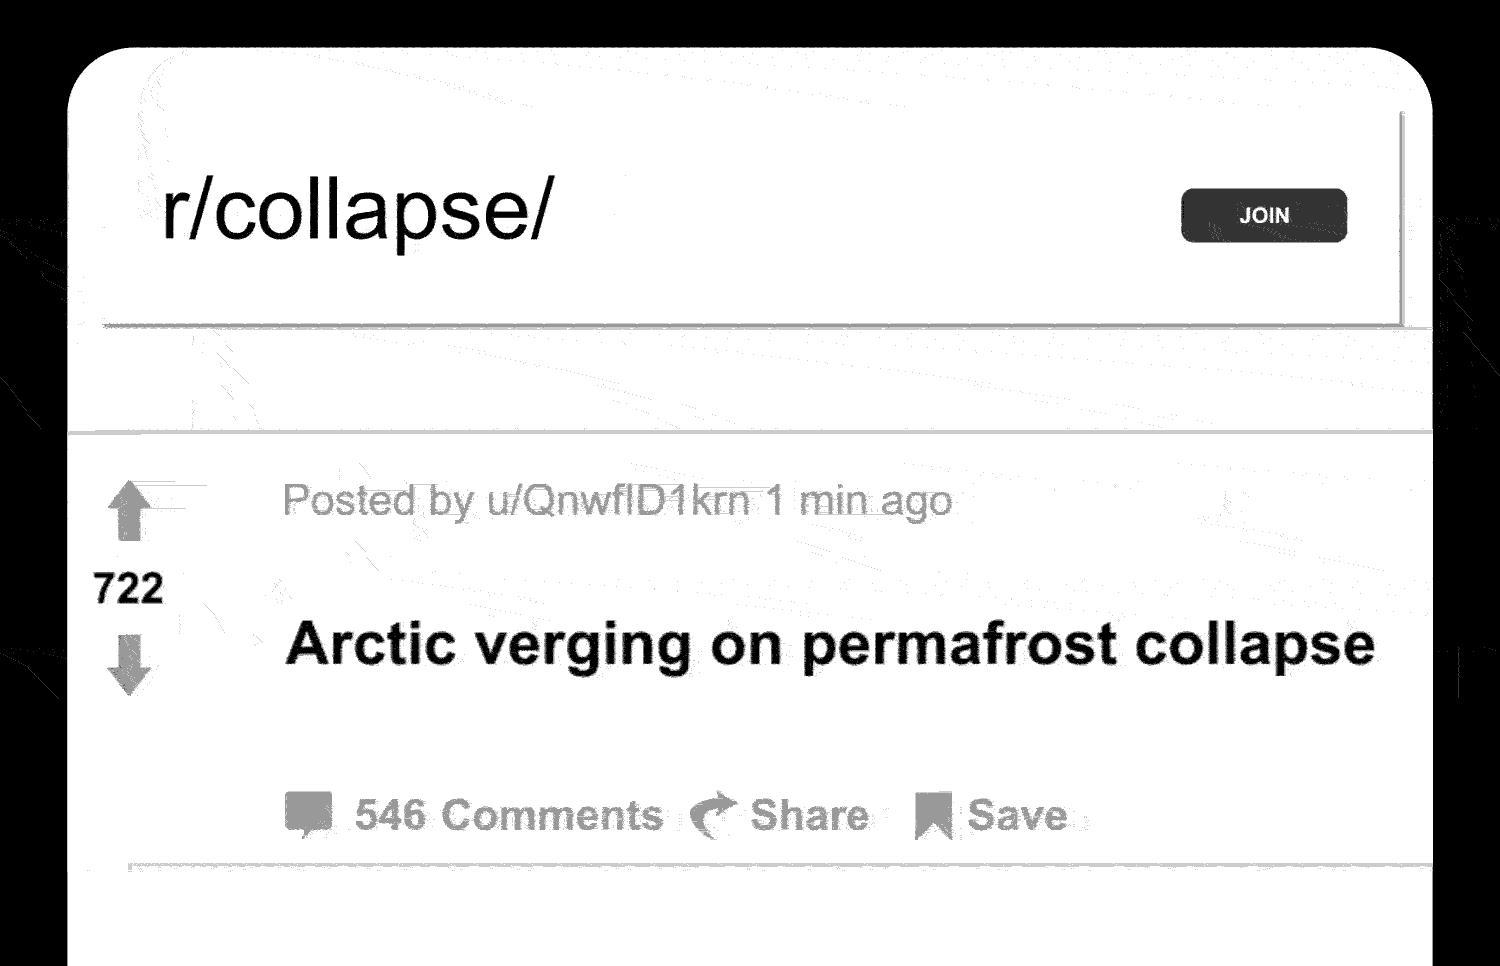 r/collapse/
JOIN
Posted by u/QnwflD1krn 1 min ago
722
Arctic verging on permafrost collapse
546 Comments Share Save